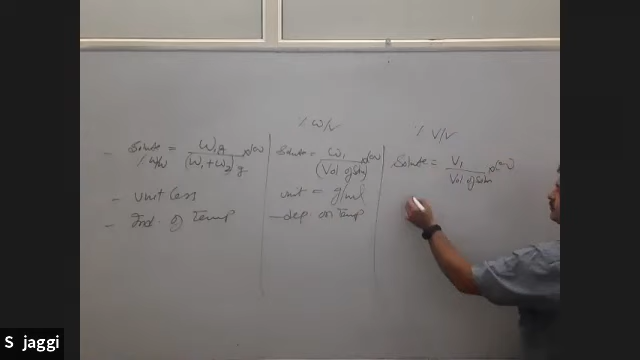 % W/V
% V/V
- Solute % W/W = W₁g / (W₁ + W₂)g × 100
Solute = W₁ / (Vol of Soln) × 100
Solute = V₁ / Vol of Soln × 100
- unit less
unit = g/ml
- Ind. of Temp
- dep. on Temp
S jaggi